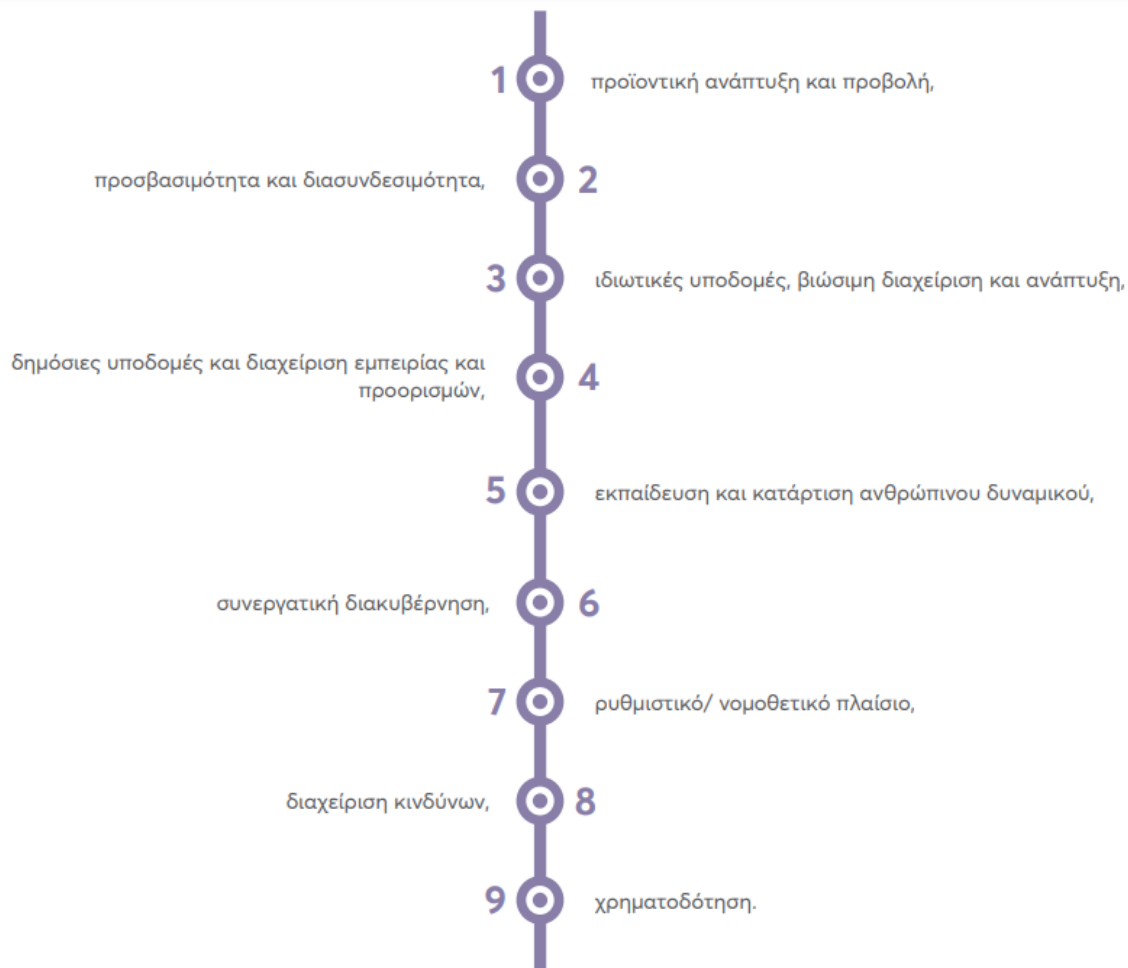 1 προϊοντική ανάπτυξη και προβολή,
προσβασιμότητα και διασυνδεσιμότητα, 2
3 ιδιωτικές υποδομές, βιώσιμη διαχείριση και ανάπτυξη,
δημόσιες υποδομές και διαχείριση εμπειρίας και
προορισμών, 4
5 εκπαίδευση και κατάρτιση ανθρώπινου δυναμικού,
συνεργατική διακυβέρνηση, 6
7 ρυθμιστικό/ νομοθετικό πλαίσιο,
διαχείριση κινδύνων, 8
9 χρηματοδότηση.